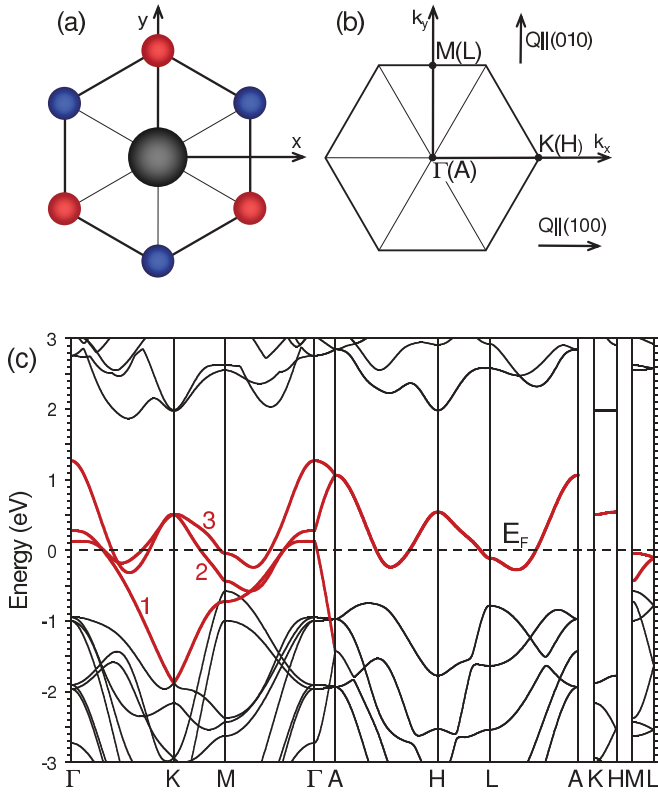 (a)
y
x
(b)
k_y
M(L)
Q||(010)
K(H)
k_x
Γ(A)
Q||(100)
(c)
Energy (eV)
3
2
1
0
-1
-2
-3
1
2
3
E_F
Γ K M Γ A H L A K H M L